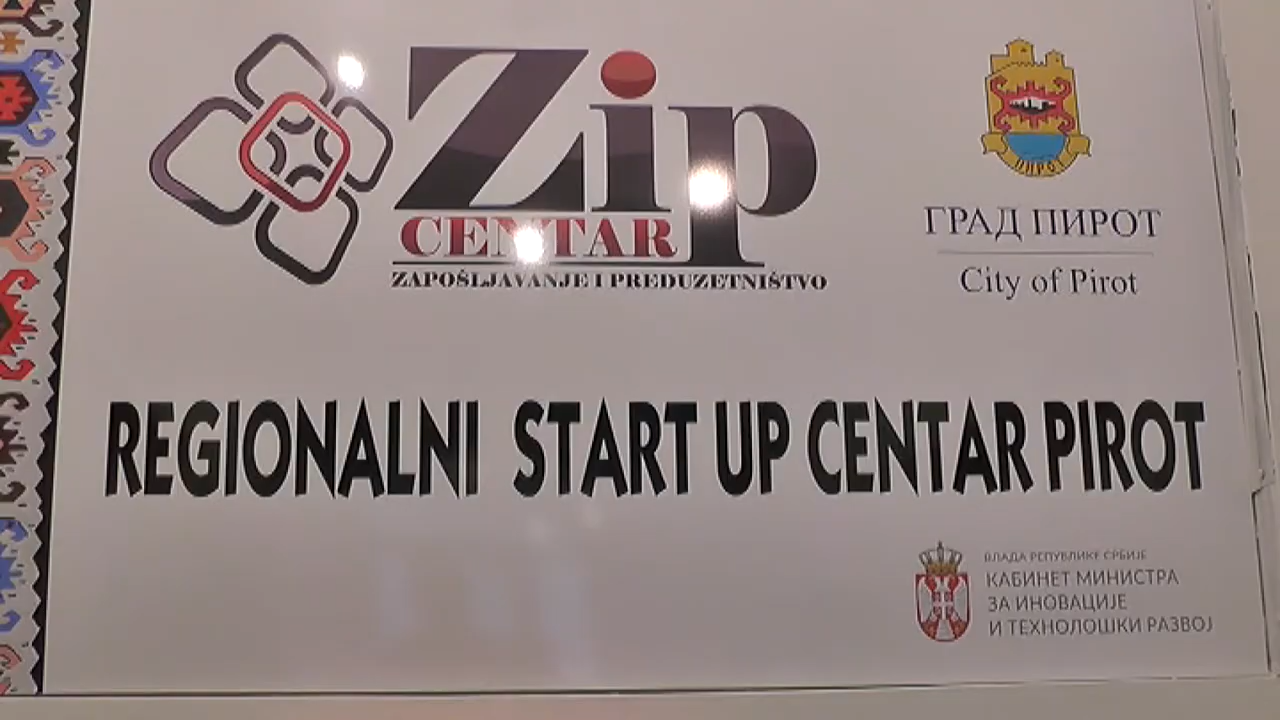 Zip
CENTAR
ZAPOŠLJAVANJE I PREDUZETNIŠTVO
ПИРОТ
ГРАД ПИРОТ
City of Pirot
REGIONALNI START UP CENTAR PIROT
ВЛАДА РЕПУБЛИКЕ СРБИЈЕ
КАБИНЕТ МИНИСТРА
ЗА ИНОВАЦИЈЕ
И ТЕХНОЛОШКИ РАЗВОЈ